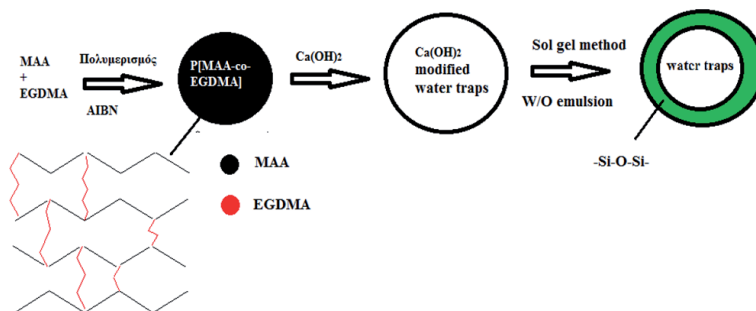 MAA
+
EGDMA
Πολυμερισμός
AIBN
P[MAA-co-
EGDMA]
Ca(OH)2
Ca(OH)2
modified
water traps
Sol gel method
W/O emulsion
water traps
-Si-O-Si-
MAA
EGDMA